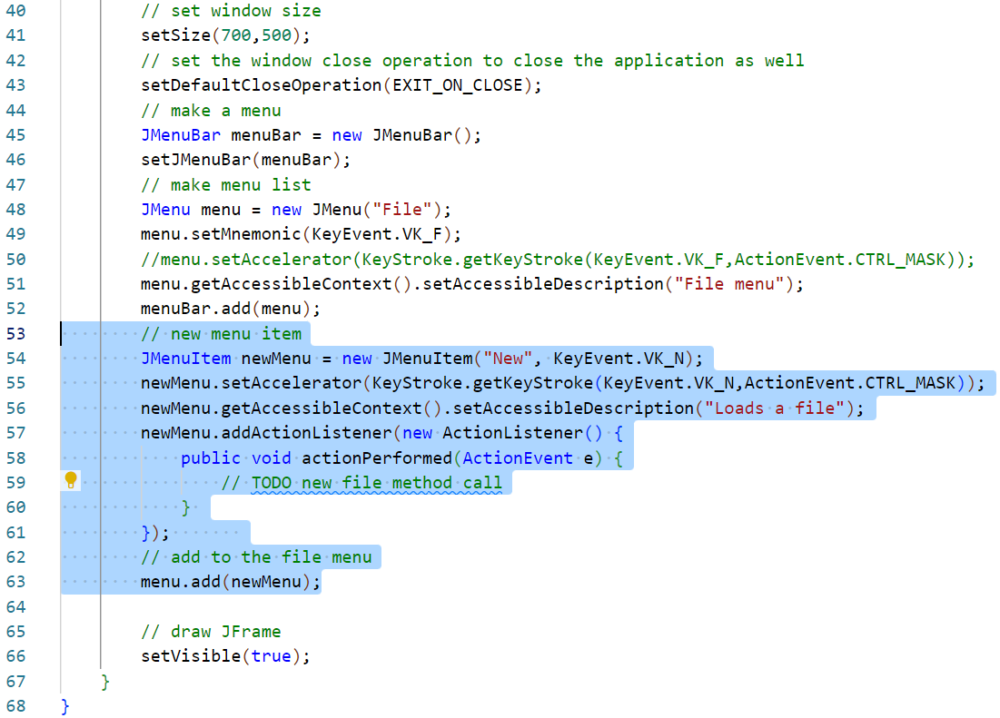 40 // set window size
41 setSize(700,500);
42 // set the window close operation to close the application as well
43 setDefaultCloseOperation(EXIT_ON_CLOSE);
44 // make a menu
45 JMenuBar menuBar = new JMenuBar();
46 setJMenuBar(menuBar);
47 // make menu list
48 JMenu menu = new JMenu("File");
49 menu.setMnemonic(KeyEvent.VK_F);
50 //menu.setAccelerator(KeyStroke.getKeyStroke(KeyEvent.VK_F,ActionEvent.CTRL_MASK));
51 menu.getAccessibleContext().setAccessibleDescription("File menu");
52 menuBar.add(menu);
53 // new menu item
54 JMenuItem newMenu = new JMenuItem("New", KeyEvent.VK_N);
55 newMenu.setAccelerator(KeyStroke.getKeyStroke(KeyEvent.VK_N,ActionEvent.CTRL_MASK));
56 newMenu.getAccessibleContext().setAccessibleDescription("Loads a file");
57 newMenu.addActionListener(new ActionListener() {
58 public void actionPerformed(ActionEvent e) {
59 // TODO new file method call
60 }
61 });
62 // add to the file menu
63 menu.add(newMenu);
64
65 // draw JFrame
66 setVisible(true);
67 }
68 }